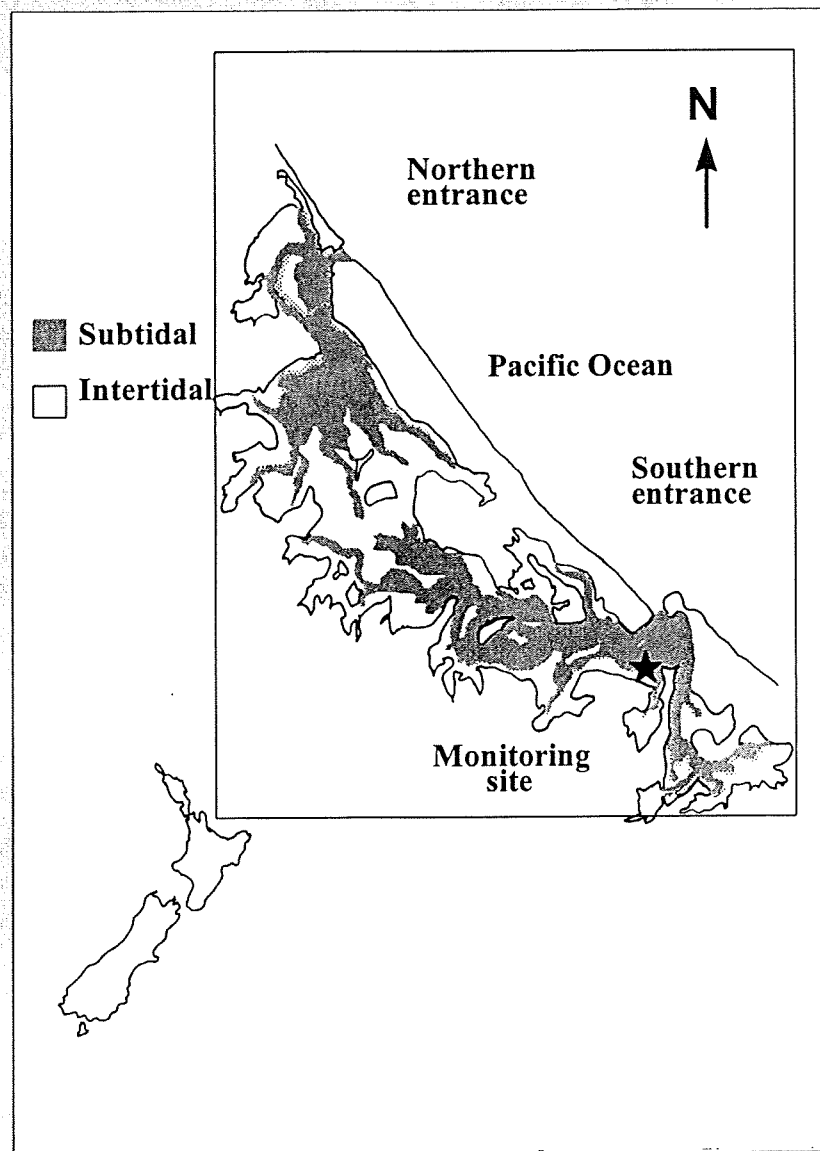 N
Northern
entrance
Subtidal
Intertidal
Pacific Ocean
Southern
entrance
Monitoring
site